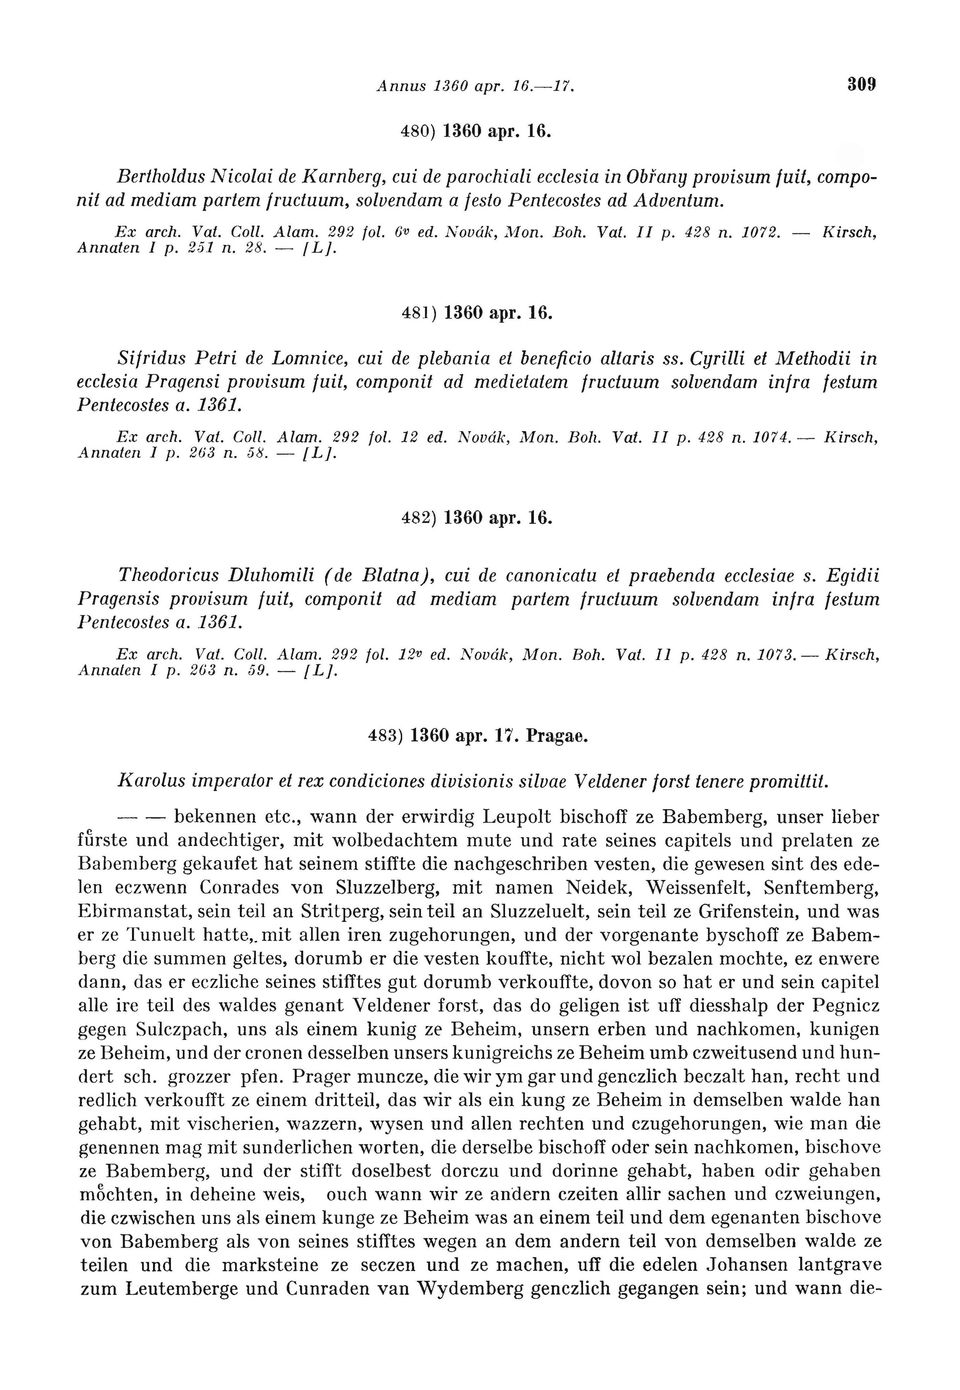 Annus 1360 apr. 16.—17. 309
480) 1360 apr. 16.
Bertholdus Nicolai de Karnberg, cui de parochiali ecclesia in Obřany provisum fuit, compo-
nit ad mediam partem fructuum, solvendam a festo Pentecostes ad Adventum.
Ex arch. Vat. Coll. Alam. 292 fol. 6v ed. Novák, Mon. Boh. Vat. II p. 428 n. 1072. — Kirsch,
Annaten I p. 251 n. 28. — [L].
481) 1360 apr. 16.
Sifridus Petri de Lomnice, cui de plebania et beneficio altaris ss. Cyrilli et Methodii in
ecclesia Pragensi provisum fuit, componit ad medietatem fructuum solvendam infra festum
Pentecostes a. 1361.
Ex arch. Vat. Coll. Alam. 292 fol. 12 ed. Novák, Mon. Boh. Vat. II p. 428 n. 1074. — Kirsch,
Annaten I p. 263 n. 58. — [L].
482) 1360 apr. 16.
Theodoricus Dluhomili (de Blatna), cui de canonicatu et praebenda ecclesiae s. Egidii
Pragensis provisum fuit, componit ad mediam partem fructuum solvendam infra festum
Pentecostes a. 1361.
Ex arch. Vat. Coll. Alam. 292 fol. 12v ed. Novák, Mon. Boh. Vat. II p. 428 n. 1073. — Kirsch,
Annaten I p. 263 n. 59. — [L].
483) 1360 apr. 17. Pragae.
Karolus imperator et rex condiciones divisionis silvae Veldener forst tenere promittit.
— — bekennen etc., wann der erwirdig Leupolt bischoff ze Babemberg, unser lieber
fuͤrste und andechtiger, mit wolbedachtem mute und rate seines capitels und prelaten ze
Babemberg gekaufet hat seinem stiffte die nachgeschriben vesten, die gewesen sint des ede-
len eczwenn Conrades von Sluzzelberg, mit namen Neidek, Weissenfelt, Senftemberg,
Ebirmanstat, sein teil an Stritperg, sein teil an Sluzzeluelt, sein teil ze Grifenstein, und was
er ze Tunuelt hatte, mit allen iren zugehorungen, und der vorgenante byschoff ze Babem-
berg die summen geltes, dorumb er die vesten kouffte, nicht wol bezalen mochte, ez enwere
dann, das er eczliche seines stifftes gut dorumb verkouffte, dovon so hat er und sein capitel
alle ire teil des waldes genant Veldener forst, das do geligen ist uff diesshalp der Pegnicz
gegen Sulczpach, uns als einem kunig ze Beheim, unsern erben und nachkomen, kunigen
ze Beheim, und der cronen desselben unsers kunigreichs ze Beheim umb czweitusend und hun-
dert sch. grozzer pfen. Prager muncze, die wir ym gar und genczlich beczalt han, recht und
redlich verkoufft ze einem dritteil, das wir als ein kung ze Beheim in demselben walde han
gehabt, mit vischerien, wazzern, wysen und allen rechten und czugehorungen, wie man die
genennen mag mit sunderlichen worten, die derselbe bischoff oder sein nachkomen, bischove
ze Babemberg, und der stifft doselbest dorczu und dorinne gehabt, haben odir gehaben
moͤchten, in deheine weis, ouch wann wir ze andern czeiten allir sachen und czweiungen,
die czwischen uns als einem kunge ze Beheim was an einem teil und dem egenanten bischove
von Babemberg als von seines stifftes wegen an dem andern teil von demselben walde ze
teilen und die marksteine ze seczen und ze machen, uff die edelen Johansen lantgrave
zum Leutemberge und Cunraden van Wydemberg genczlich gegangen sein; und wann die-